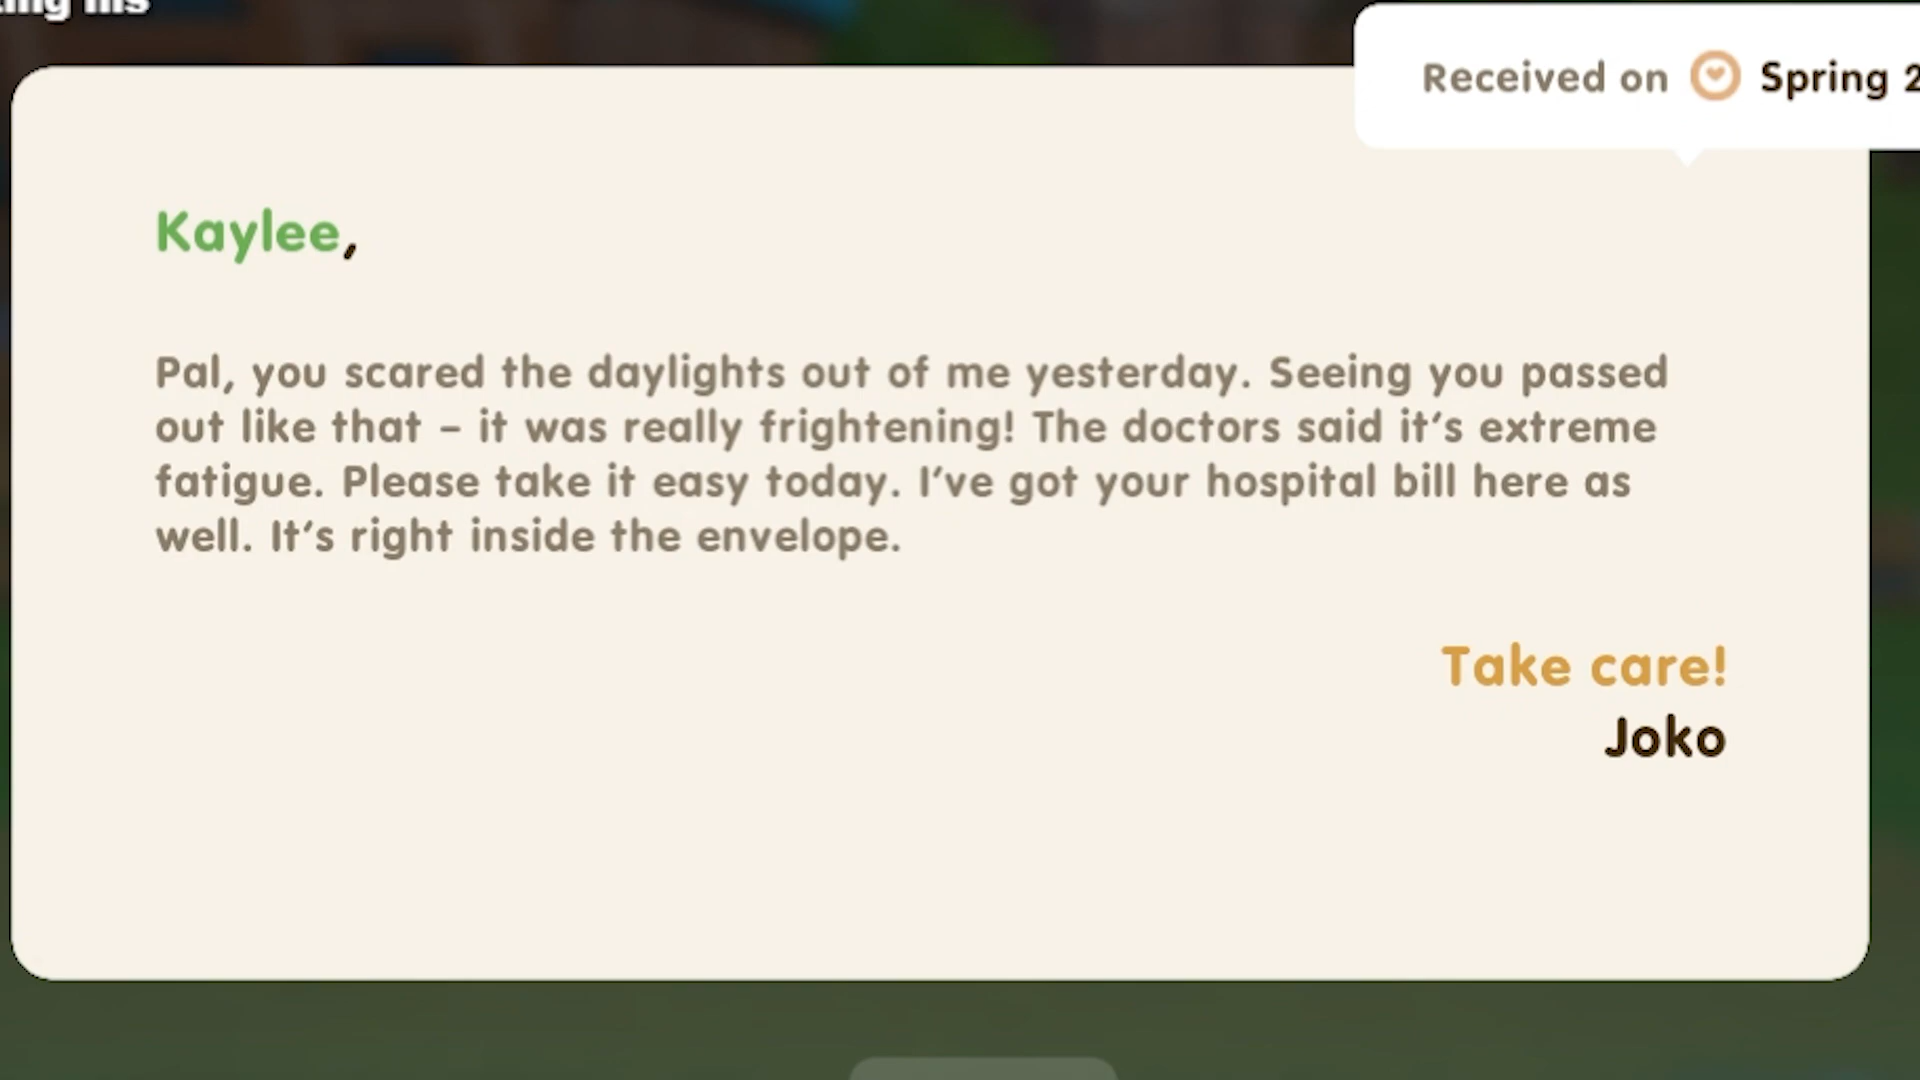 Received on Spring 2
Kaylee,
Pal, you scared the daylights out of me yesterday. Seeing you passed
out like that – it was really frightening! The doctors said it’s extreme
fatigue. Please take it easy today. I’ve got your hospital bill here as
well. It’s right inside the envelope.
Take care!
Joko